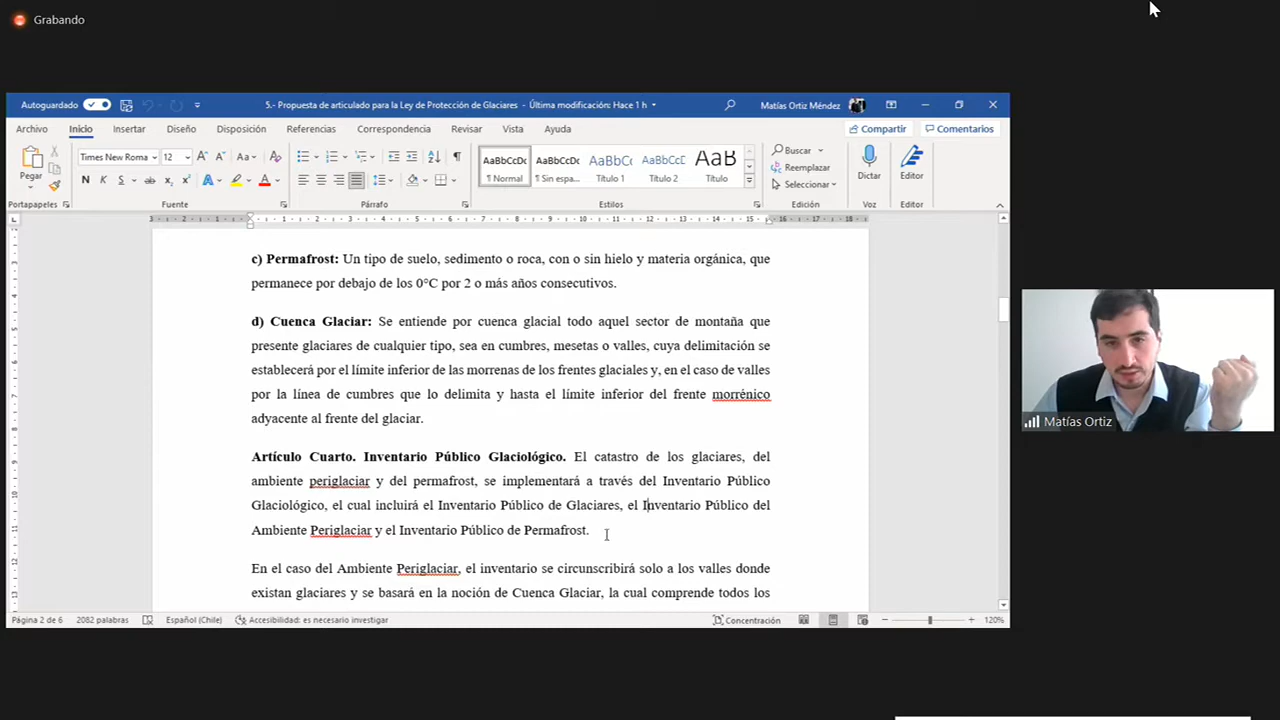 Grabando
Autoguardado
5.- Propuesta de articulado para la Ley de Protección de Glaciares - Última modificación: Hace 1 h
Matías Ortiz Méndez
Archivo Inicio Insertar Diseño Disposición Referencias Correspondencia Revisar Vista Ayuda
Compartir Comentarios
Pegar
Times New Roma 12
N K S
AaBbCcDc AaBbCcDc AaBbCc AaBbCcD AaB
¶ Normal ¶ Sin espa... Título 1 Título 2 Título
Buscar
Reemplazar
Seleccionar
Dictar
Editor
Portapapeles Fuente Párrafo Estilos Edición Voz Editor
c) Permafrost: Un tipo de suelo, sedimento o roca, con o sin hielo y materia orgánica, que
permanece por debajo de los 0°C por 2 o más años consecutivos.
d) Cuenca Glaciar: Se entiende por cuenca glacial todo aquel sector de montaña que
presente glaciares de cualquier tipo, sea en cumbres, mesetas o valles, cuya delimitación se
establecerá por el límite inferior de las morrenas de los frentes glaciales y, en el caso de valles
por la línea de cumbres que lo delimita y hasta el límite inferior del frente morrénico
adyacente al frente del glaciar.
Artículo Cuarto. Inventario Público Glaciológico. El catastro de los glaciares, del
ambiente periglaciar y del permafrost, se implementará a través del Inventario Público
Glaciológico, el cual incluirá el Inventario Público de Glaciares, el Inventario Público del
Ambiente Periglaciar y el Inventario Público de Permafrost.
En el caso del Ambiente Periglaciar, el inventario se circunscribirá solo a los valles donde
existan glaciares y se basará en la noción de Cuenca Glaciar, la cual comprende todos los
Matías Ortiz
Página 2 de 6 2082 palabras Español (Chile) Accesibilidad: es necesario investigar
Concentración 120%